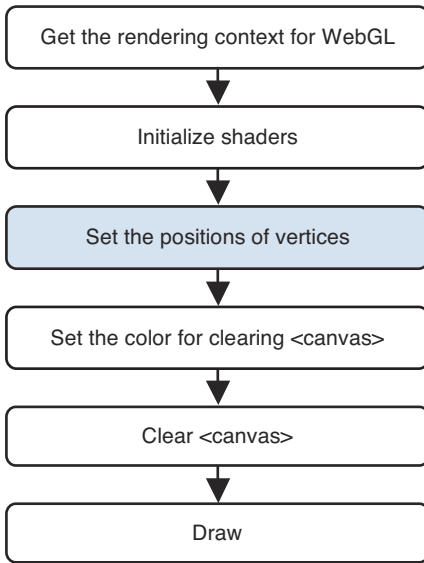 Get the rendering context for WebGL
Initialize shaders
Set the positions of vertices
Set the color for clearing <canvas>
Clear <canvas>
Draw